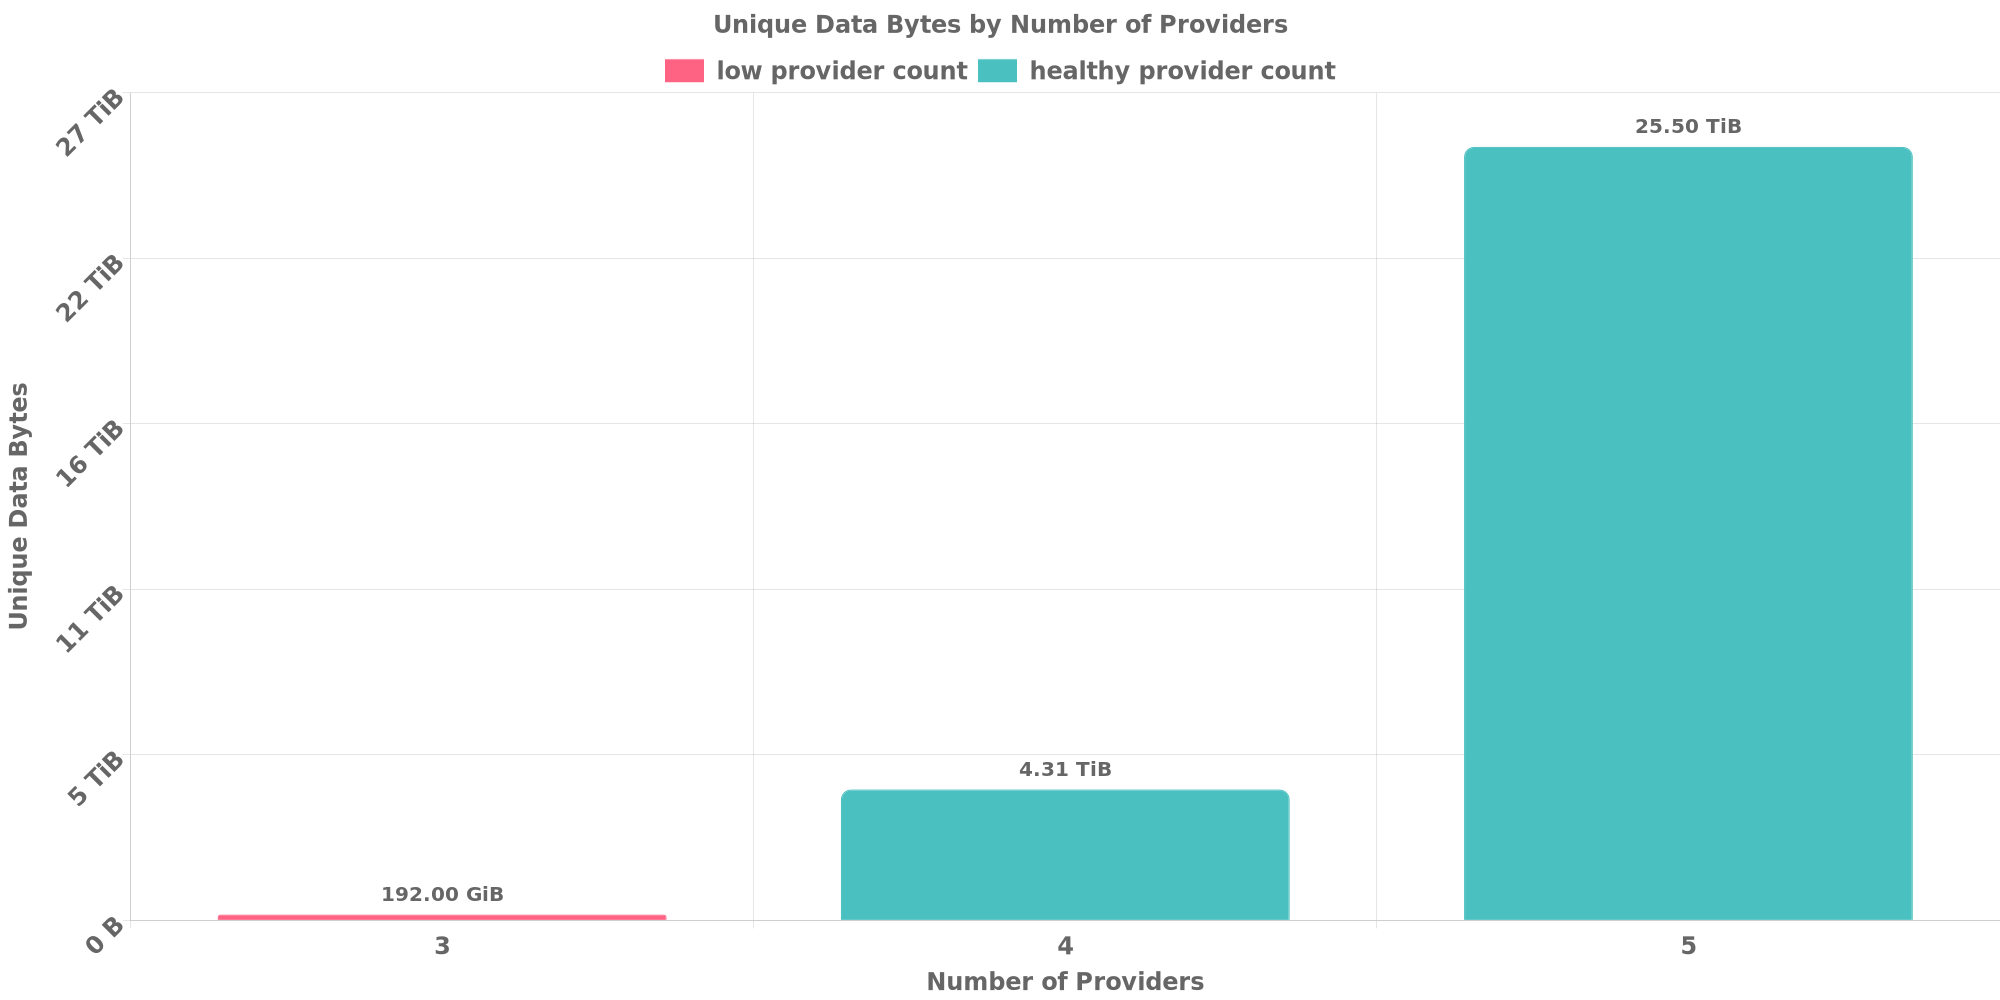 Unique Data Bytes by Number of Providers
low provider count
healthy provider count
27 TiB
22 TiB
16 TiB
11 TiB
5 TiB
0 B
Unique Data Bytes
192.00 GiB
4.31 TiB
25.50 TiB
3
4
5
Number of Providers